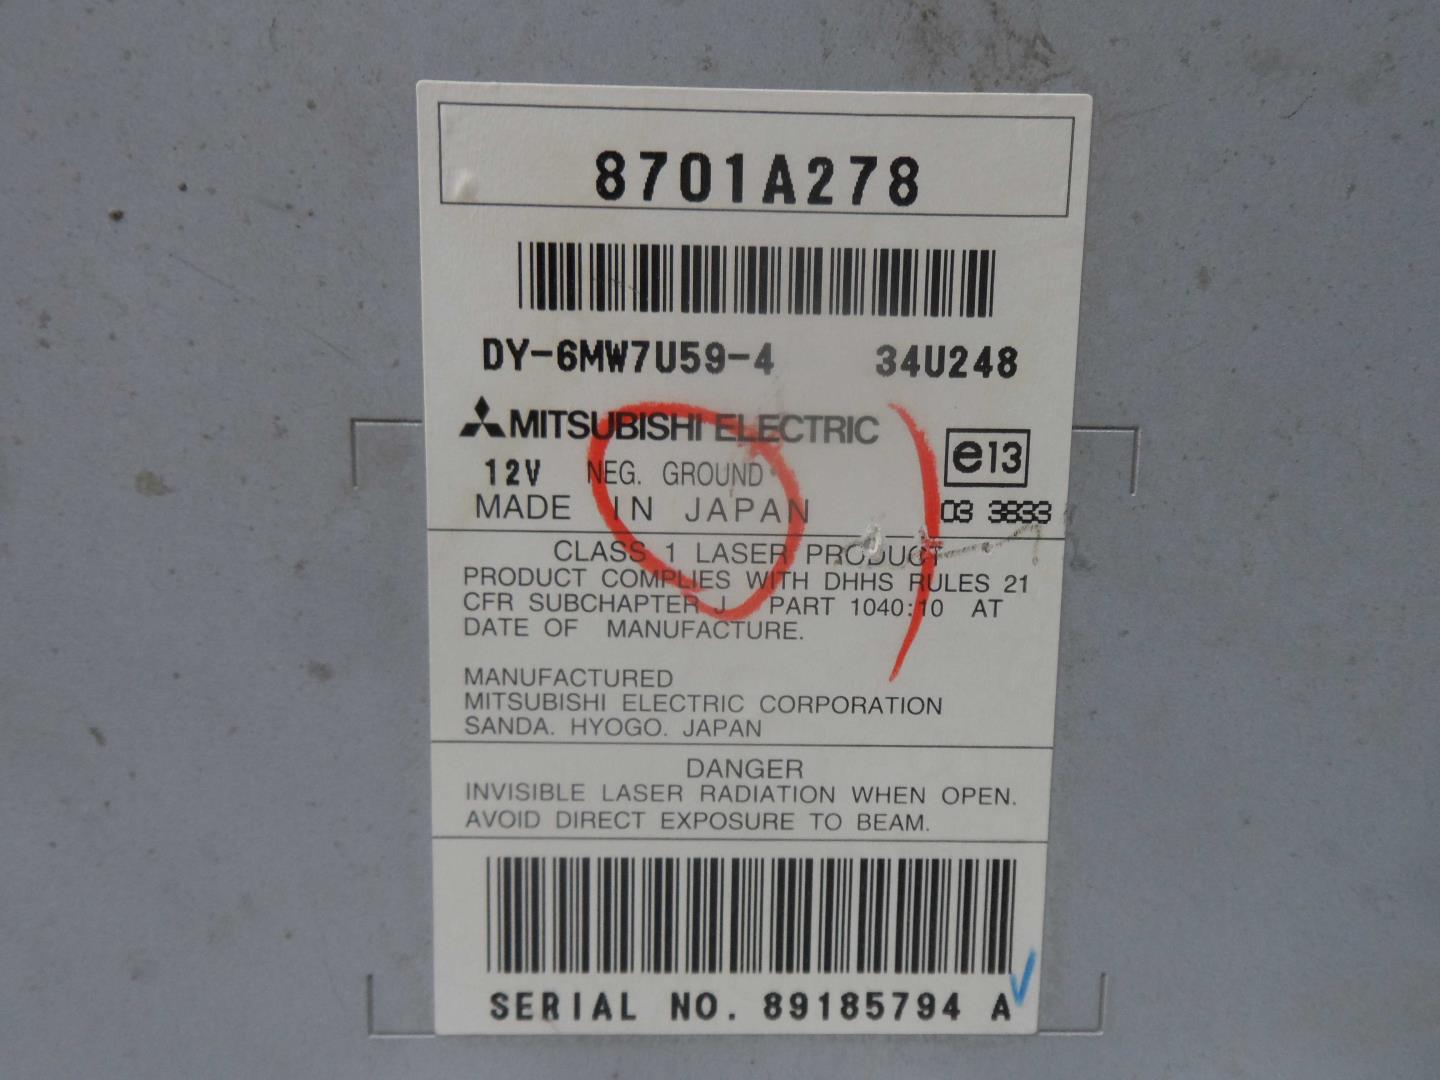 8701A278
DY-6MW7U59-4 34U248
MITSUBISHI ELECTRIC
e13
12V NEG. GROUND
MADE IN JAPAN
03 3833
CLASS 1 LASER PRODUCT
PRODUCT COMPLIES WITH DHHS RULES 21
CFR SUBCHAPTER J PART 1040:10 AT
DATE OF MANUFACTURE.
MANUFACTURED
MITSUBISHI ELECTRIC CORPORATION
SANDA. HYOGO. JAPAN
DANGER
INVISIBLE LASER RADIATION WHEN OPEN.
AVOID DIRECT EXPOSURE TO BEAM.
SERIAL NO. 89185794 A